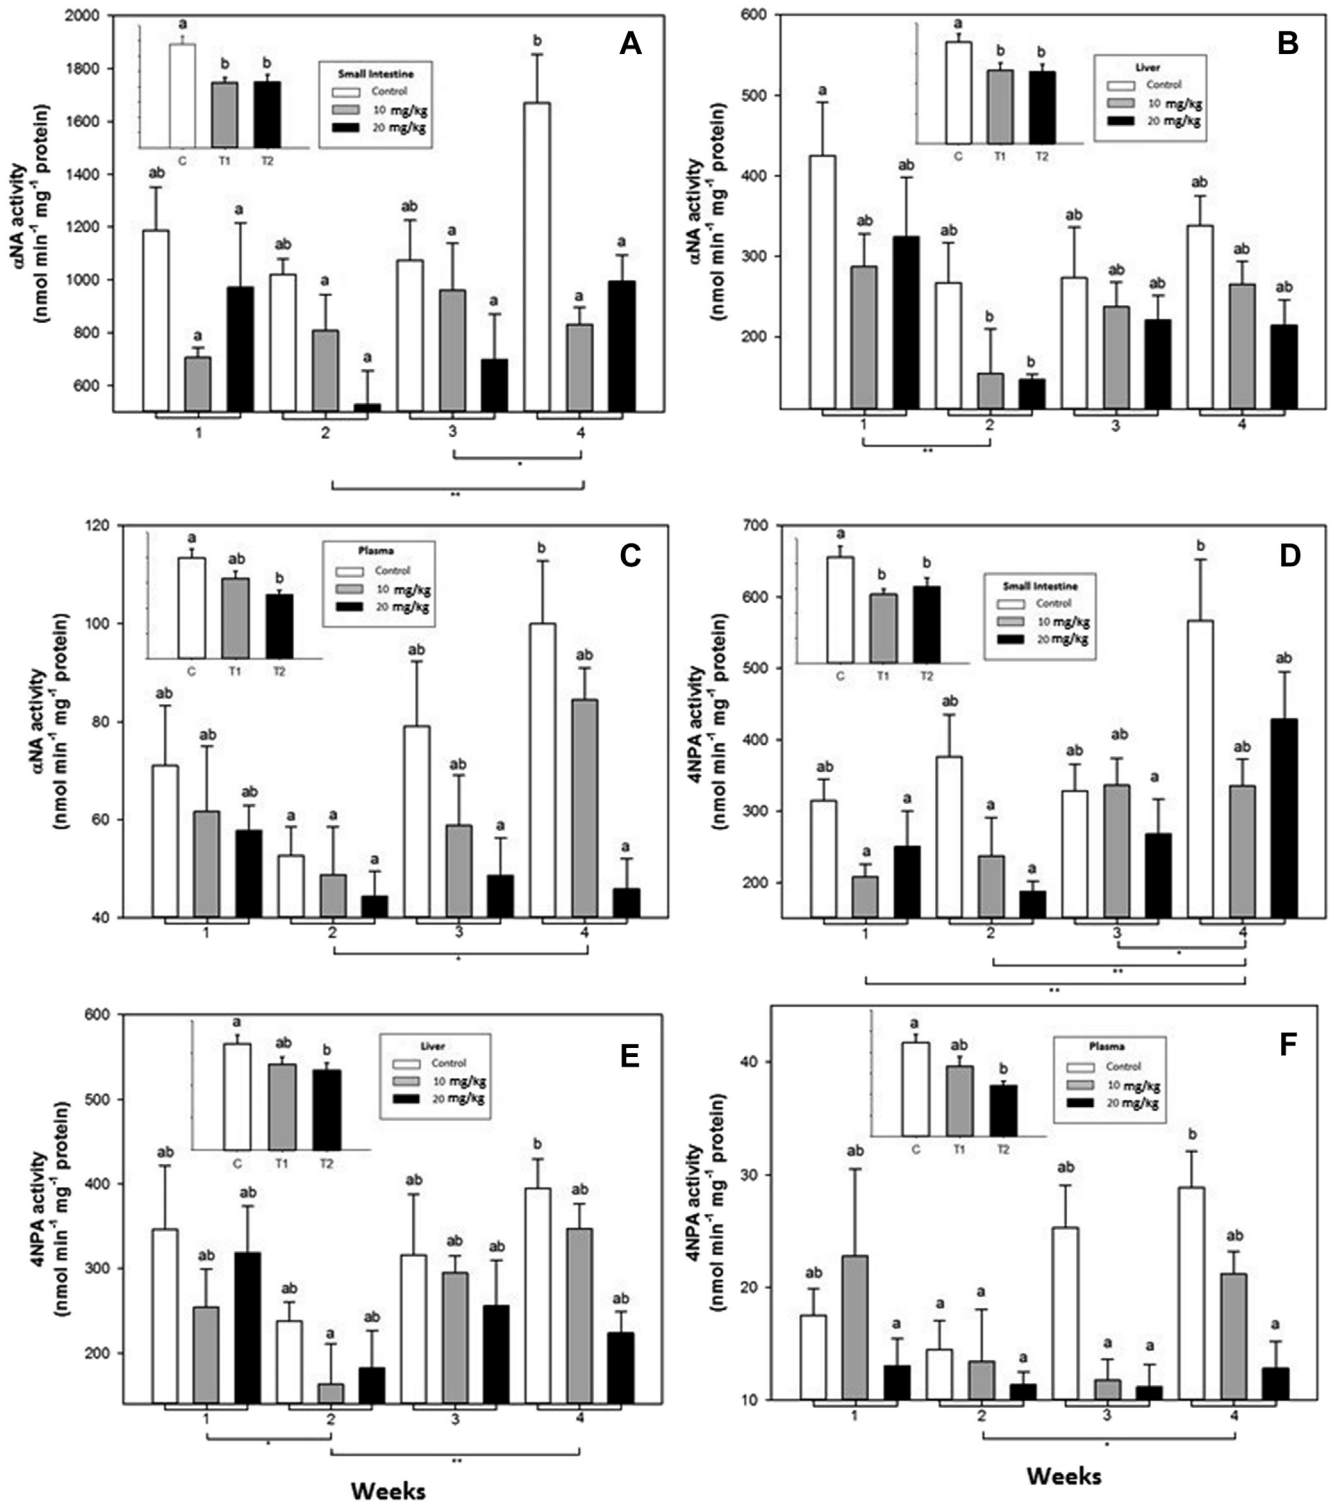 A
αNA activity
(nmol min⁻¹ mg⁻¹ protein)
2000
1800
1600
1400
1200
1000
800
600
a
b
b
C
T1
T2
Small Intestine
Control
10 mg/kg
20 mg/kg
ab
a
a
ab
a
a
ab
a
a
b
a
a
1
2
3
4
*
**
B
αNA activity
(nmol min⁻¹ mg⁻¹ protein)
600
500
400
300
200
a
b
b
C
T1
T2
Liver
Control
10 mg/kg
20 mg/kg
a
ab
ab
ab
b
b
ab
ab
ab
ab
ab
ab
1
2
3
4
**
C
αNA activity
(nmol min⁻¹ mg⁻¹ protein)
120
100
80
60
40
a
ab
b
C
T1
T2
Plasma
Control
10 mg/kg
20 mg/kg
ab
ab
ab
a
a
a
ab
ab
a
b
ab
a
1
2
3
4
*
D
4NPA activity
(nmol min⁻¹ mg⁻¹ protein)
700
600
500
400
300
200
a
b
b
C
T1
T2
Small Intestine
Control
10 mg/kg
20 mg/kg
ab
a
a
ab
a
a
ab
ab
a
b
ab
ab
1
2
3
4
*
**
**
E
4NPA activity
(nmol min⁻¹ mg⁻¹ protein)
600
500
400
300
200
a
ab
b
C
T1
T2
Liver
Control
10 mg/kg
20 mg/kg
ab
ab
ab
ab
a
ab
ab
ab
ab
b
ab
ab
1
2
3
4
*
**
Weeks
F
4NPA activity
(nmol min⁻¹ mg⁻¹ protein)
40
30
20
10
a
ab
b
C
T1
T2
Plasma
Control
10 mg/kg
20 mg/kg
ab
ab
a
a
a
a
ab
a
a
b
ab
a
1
2
3
4
*
Weeks